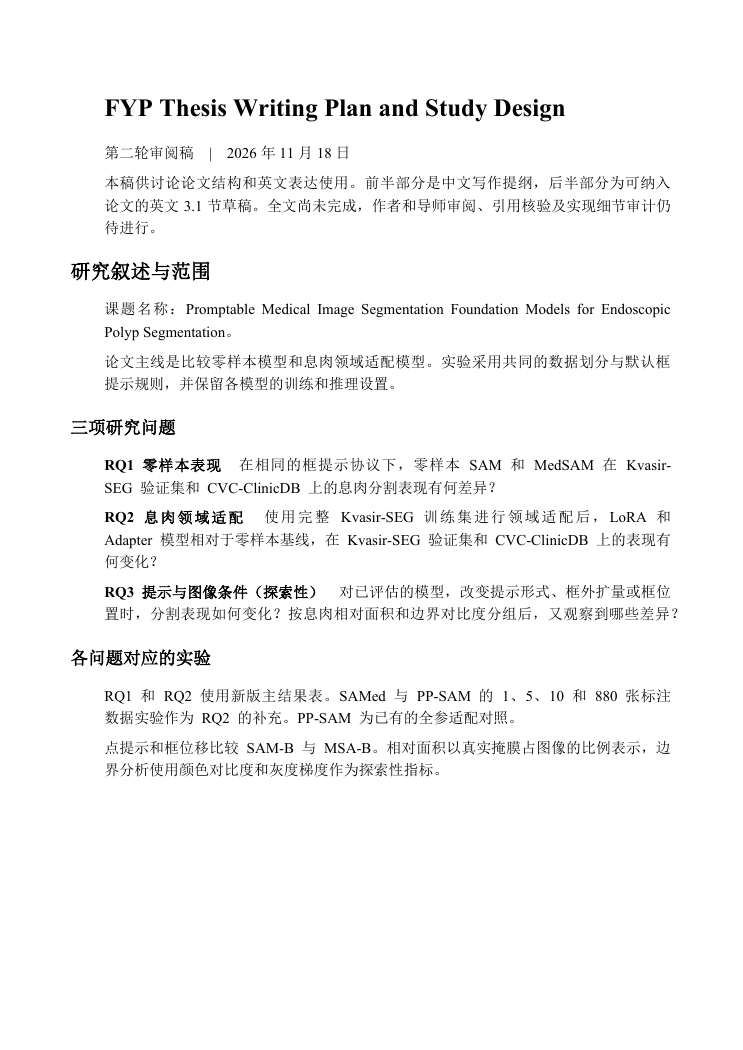 FYP Thesis Writing Plan and Study Design
第二轮审阅稿 | 2026 年 11 月 18 日
本稿供讨论论文结构和英文表达使用。前半部分是中文写作提纲，后半部分为可纳入
论文的英文 3.1 节草稿。全文尚未完成，作者和导师审阅、引用核验及实现细节审计仍
待进行。
研究叙述与范围
课题名称：Promptable Medical Image Segmentation Foundation Models for Endoscopic
Polyp Segmentation。
论文主线是比较零样本模型和息肉领域适配模型。实验采用共同的数据划分与默认框
提示规则，并保留各模型的训练和推理设置。
三项研究问题
RQ1 零样本表现 在相同的框提示协议下，零样本 SAM 和 MedSAM 在 Kvasir-
SEG 验证集和 CVC-ClinicDB 上的息肉分割表现有何差异？
RQ2 息肉领域适配 使用完整 Kvasir-SEG 训练集进行领域适配后，LoRA 和
Adapter 模型相对于零样本基线，在 Kvasir-SEG 验证集和 CVC-ClinicDB 上的表现有
何变化？
RQ3 提示与图像条件（探索性） 对已评估的模型，改变提示形式、框外扩量或框位
置时，分割表现如何变化？按息肉相对面积和边界对比度分组后，又观察到哪些差异？
各问题对应的实验
RQ1 和 RQ2 使用新版主结果表。SAMed 与 PP-SAM 的 1、5、10 和 880 张标注
数据实验作为 RQ2 的补充。PP-SAM 为已有的全参适配对照。
点提示和框位移比较 SAM-B 与 MSA-B。相对面积以真实掩膜占图像的比例表示，边
界分析使用颜色对比度和灰度梯度作为探索性指标。